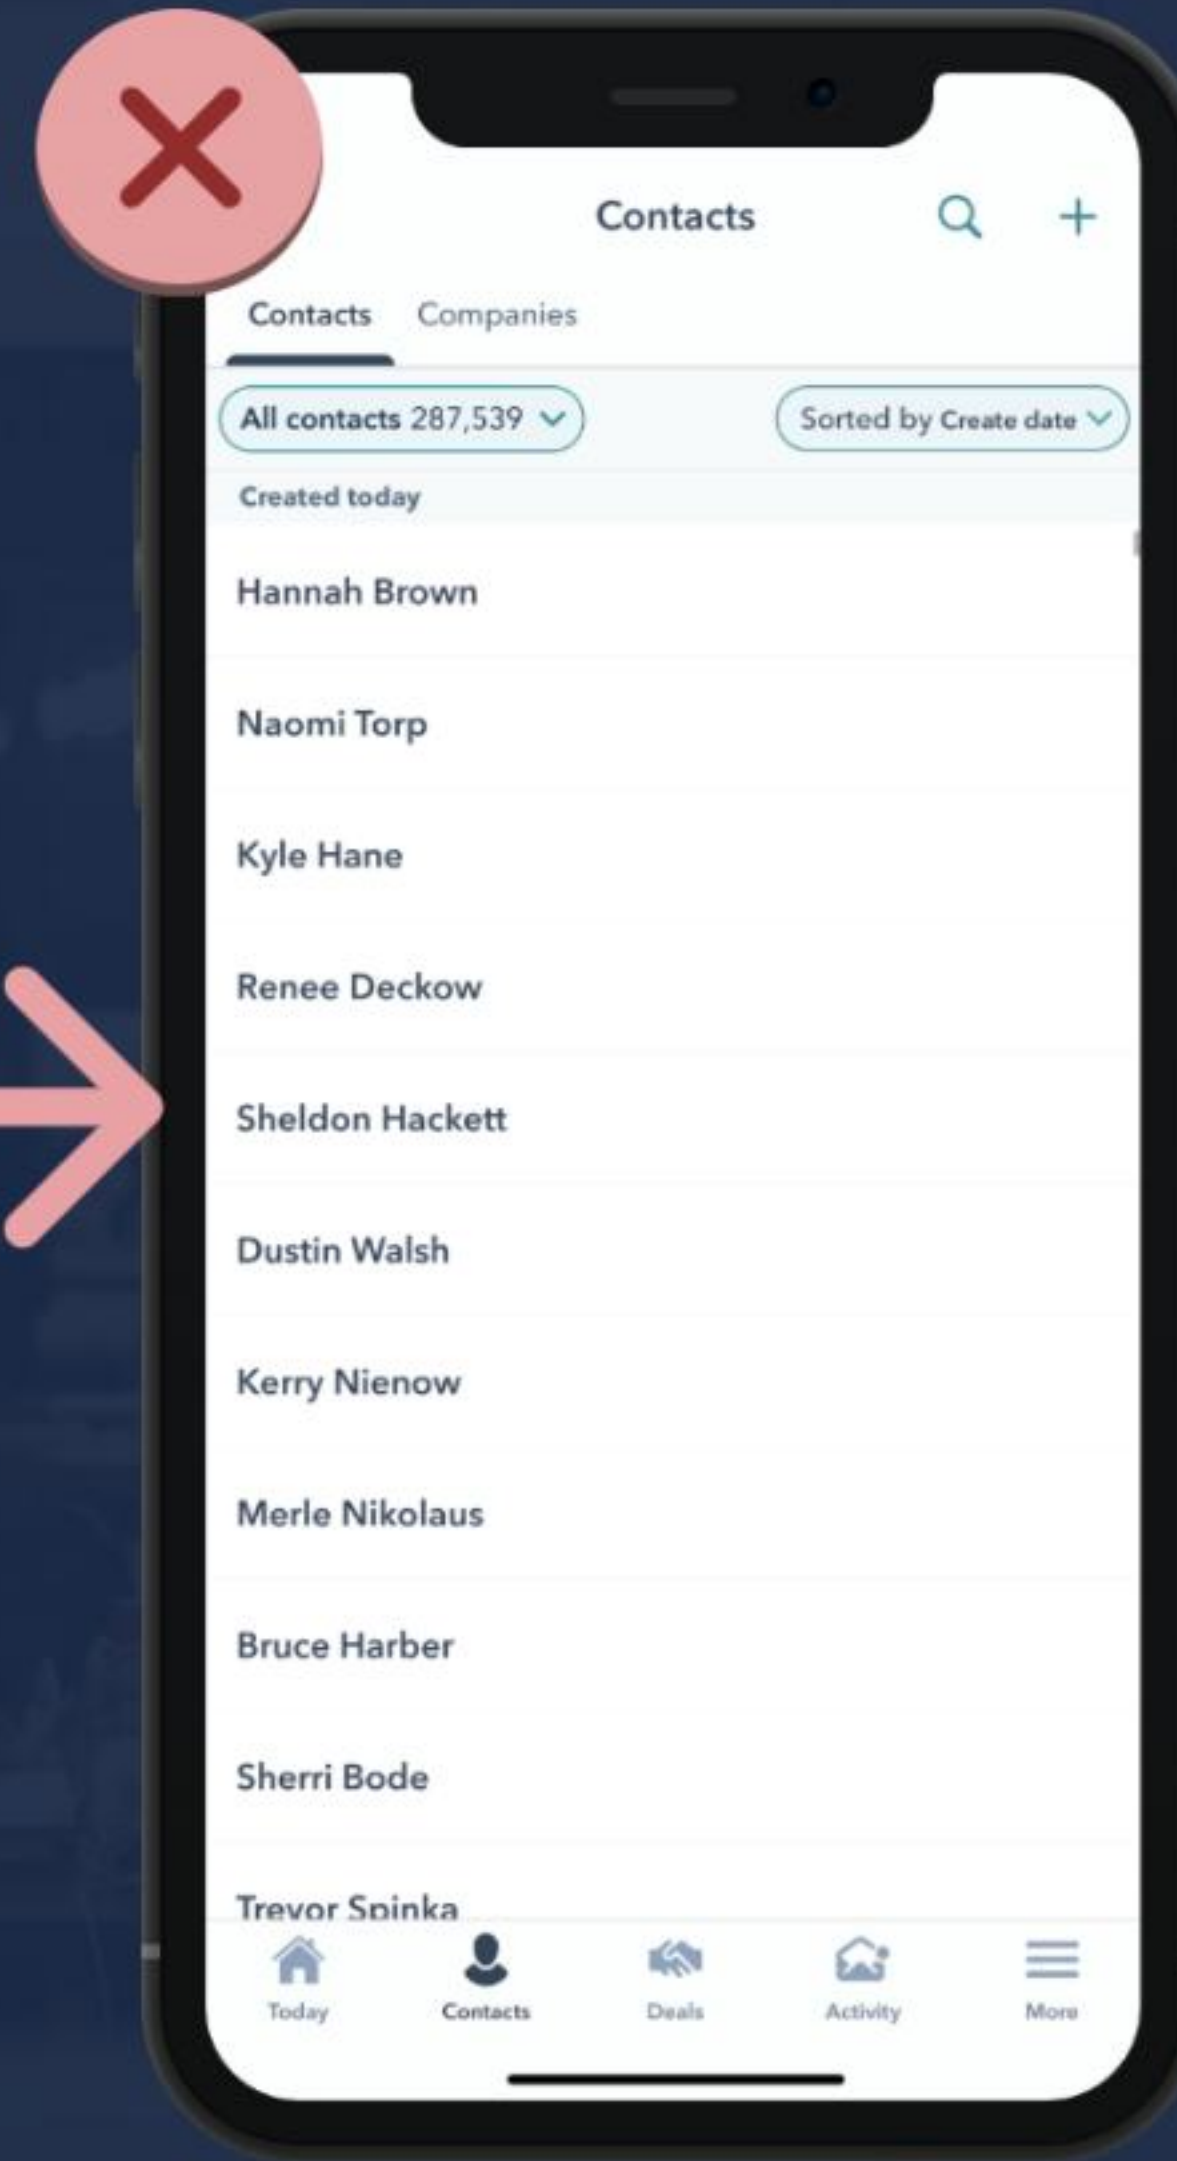 Contacts
Contacts Companies
All contacts 287,539 Sorted by Create date
Created today
Hannah Brown
Naomi Torp
Kyle Hane
Renee Deckow
Sheldon Hackett
Dustin Walsh
Kerry Nienow
Merle Nikolaus
Bruce Harber
Sherri Bode
Trevor Spinka
Today Contacts Deals Activity More